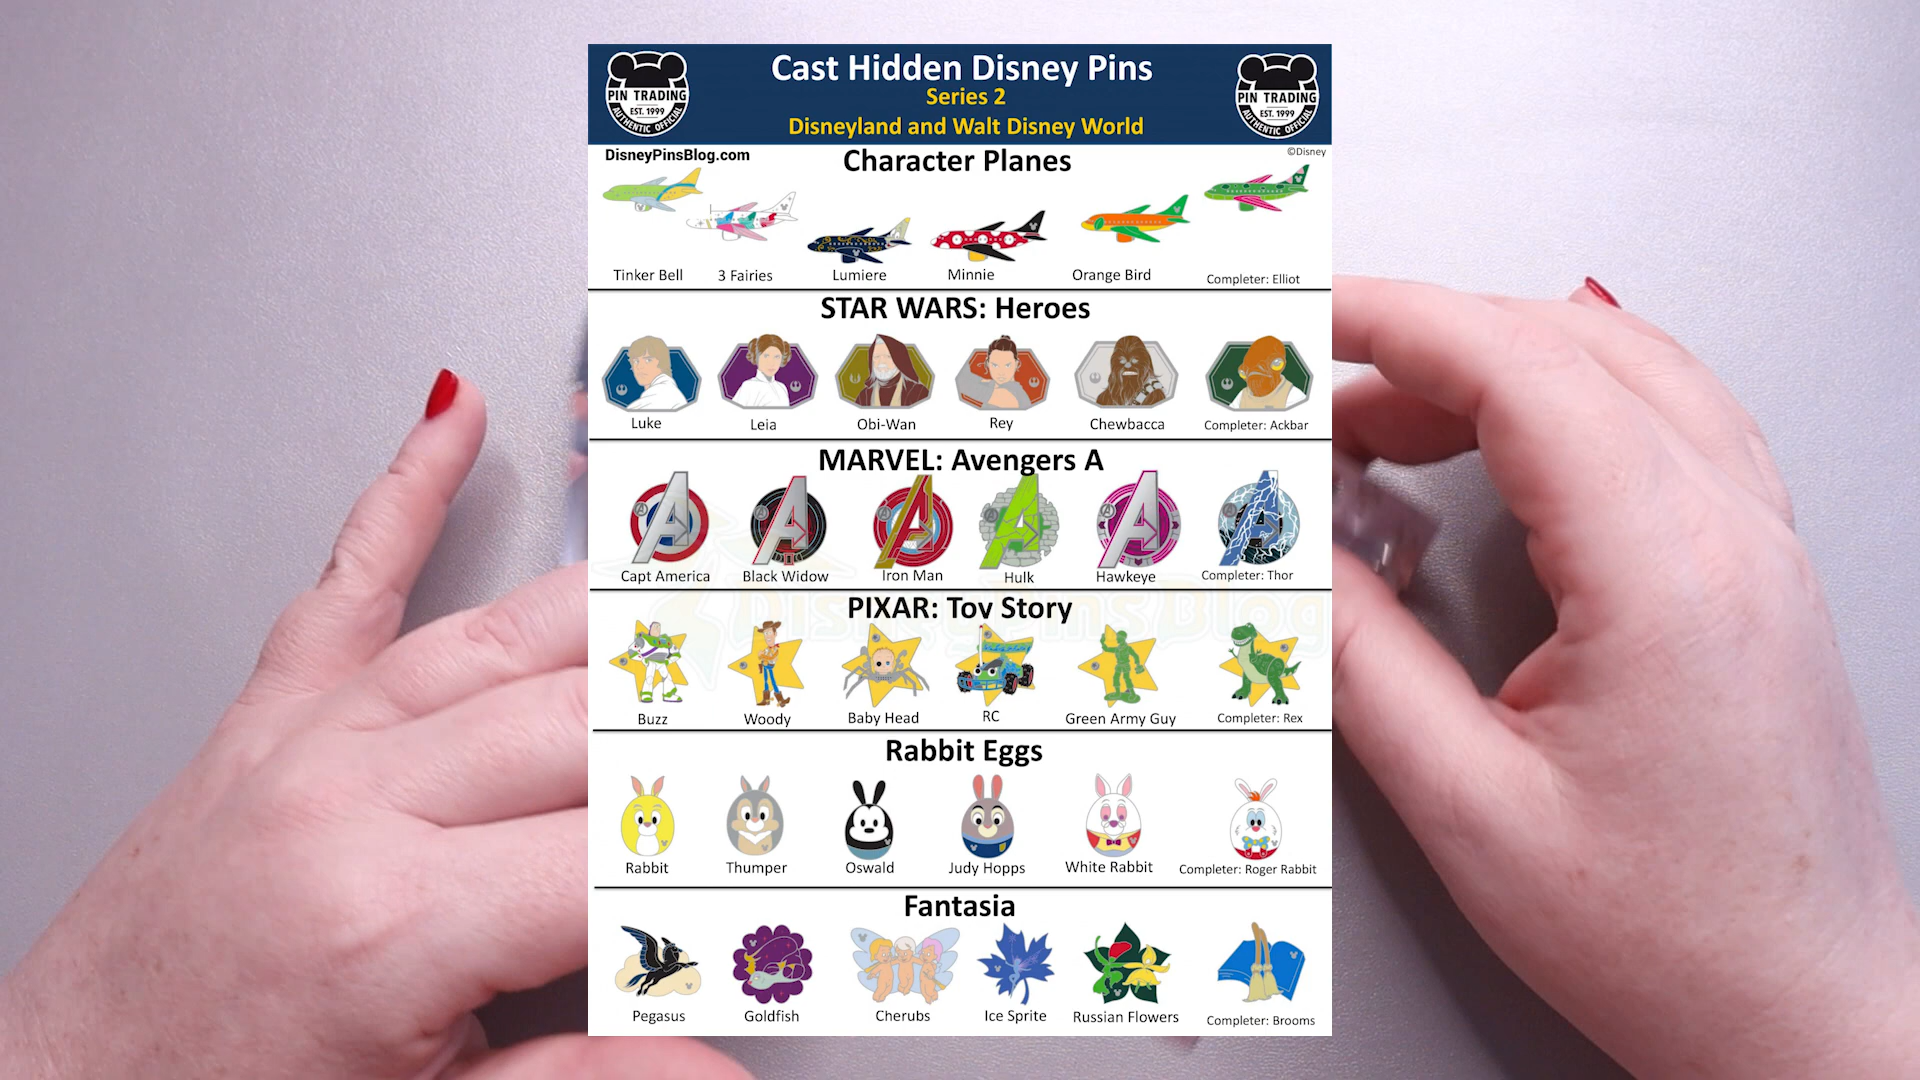 Cast Hidden Disney Pins
Series 2
Disneyland and Walt Disney World
PIN TRADING
EST. 1999
AUTHENTIC OFFICIAL
PIN TRADING
EST. 1999
AUTHENTIC OFFICIAL
DisneyPinsBlog.com
©Disney
Character Planes
Tinker Bell 3 Fairies Lumiere Minnie Orange Bird Completer: Elliot
STAR WARS: Heroes
Luke Leia Obi-Wan Rey Chewbacca Completer: Ackbar
MARVEL: Avengers A
Capt America Black Widow Iron Man Hulk Hawkeye Completer: Thor
DisneyPinsBlog
PIXAR: Toy Story
Buzz Woody Baby Head RC Green Army Guy Completer: Rex
Rabbit Eggs
Rabbit Thumper Oswald Judy Hopps White Rabbit Completer: Roger Rabbit
Fantasia
Pegasus Goldfish Cherubs Ice Sprite Russian Flowers Completer: Brooms